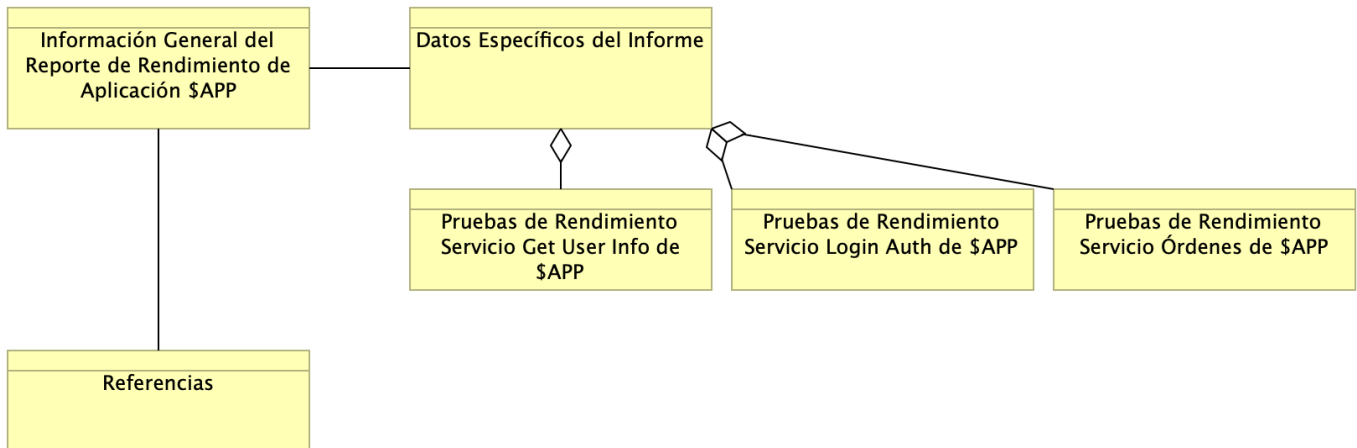 Información General del
Reporte de Rendimiento de
Aplicación $APP
Datos Específicos del Informe
Pruebas de Rendimiento
Servicio Get User Info de
$APP
Pruebas de Rendimiento
Servicio Login Auth de $APP
Pruebas de Rendimiento
Servicio Órdenes de $APP
Referencias